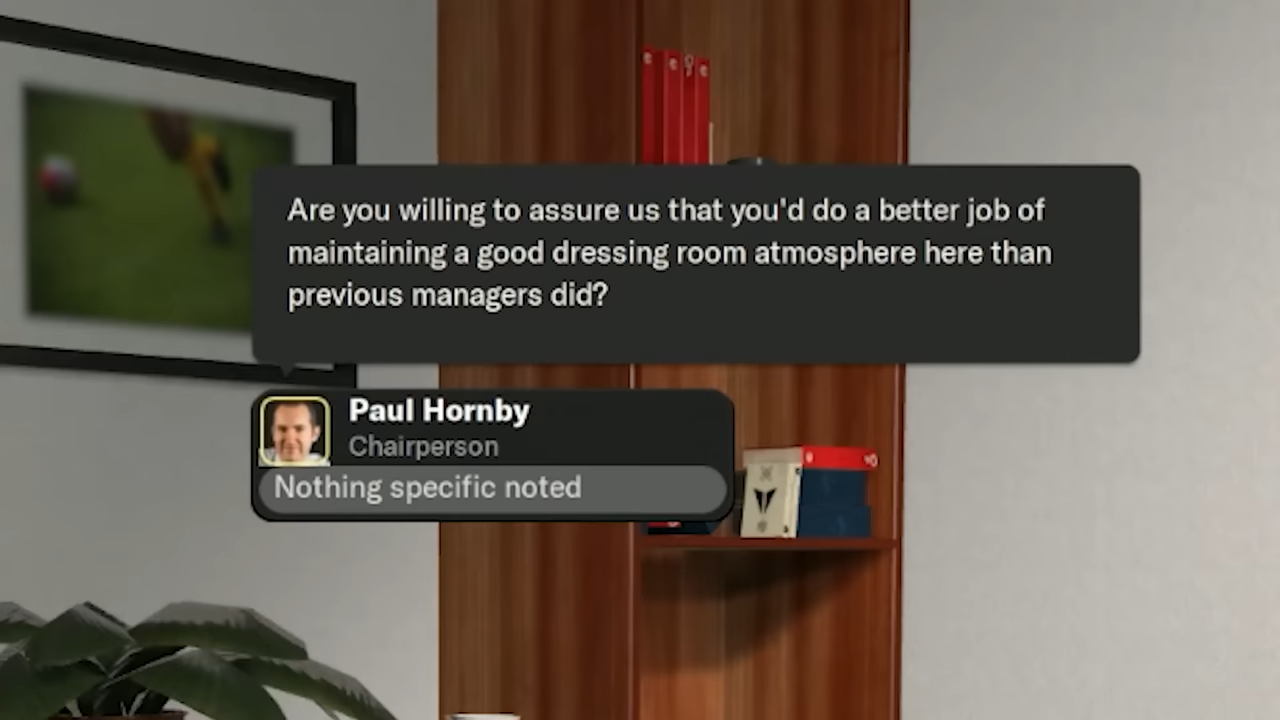 Are you willing to assure us that you'd do a better job of
maintaining a good dressing room atmosphere here than
previous managers did?
Paul Hornby
Chairperson
Nothing specific noted